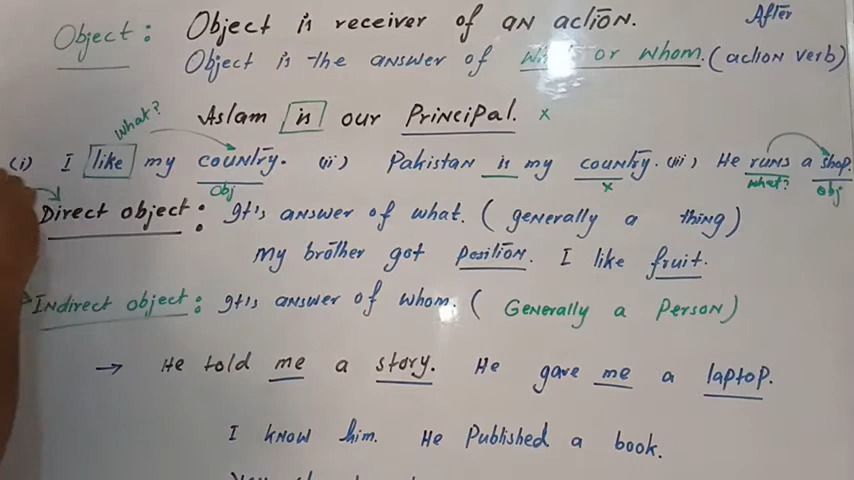 After
Object: Object is receiver of an action.
Object is the answer of what or whom. (action verb)
Aslam is our Principal. x
what?
(i) I like my country. (ii) Pakistan is my country. (iii) He runs a shop.
obj x what? obj
Direct object: It's answer of what. (generally a thing)
my brother got position. I like fruit.
Indirect object: It's answer of whom. (Generally a Person)
→ He told me a story. He gave me a laptop.
I know him. He Published a book.